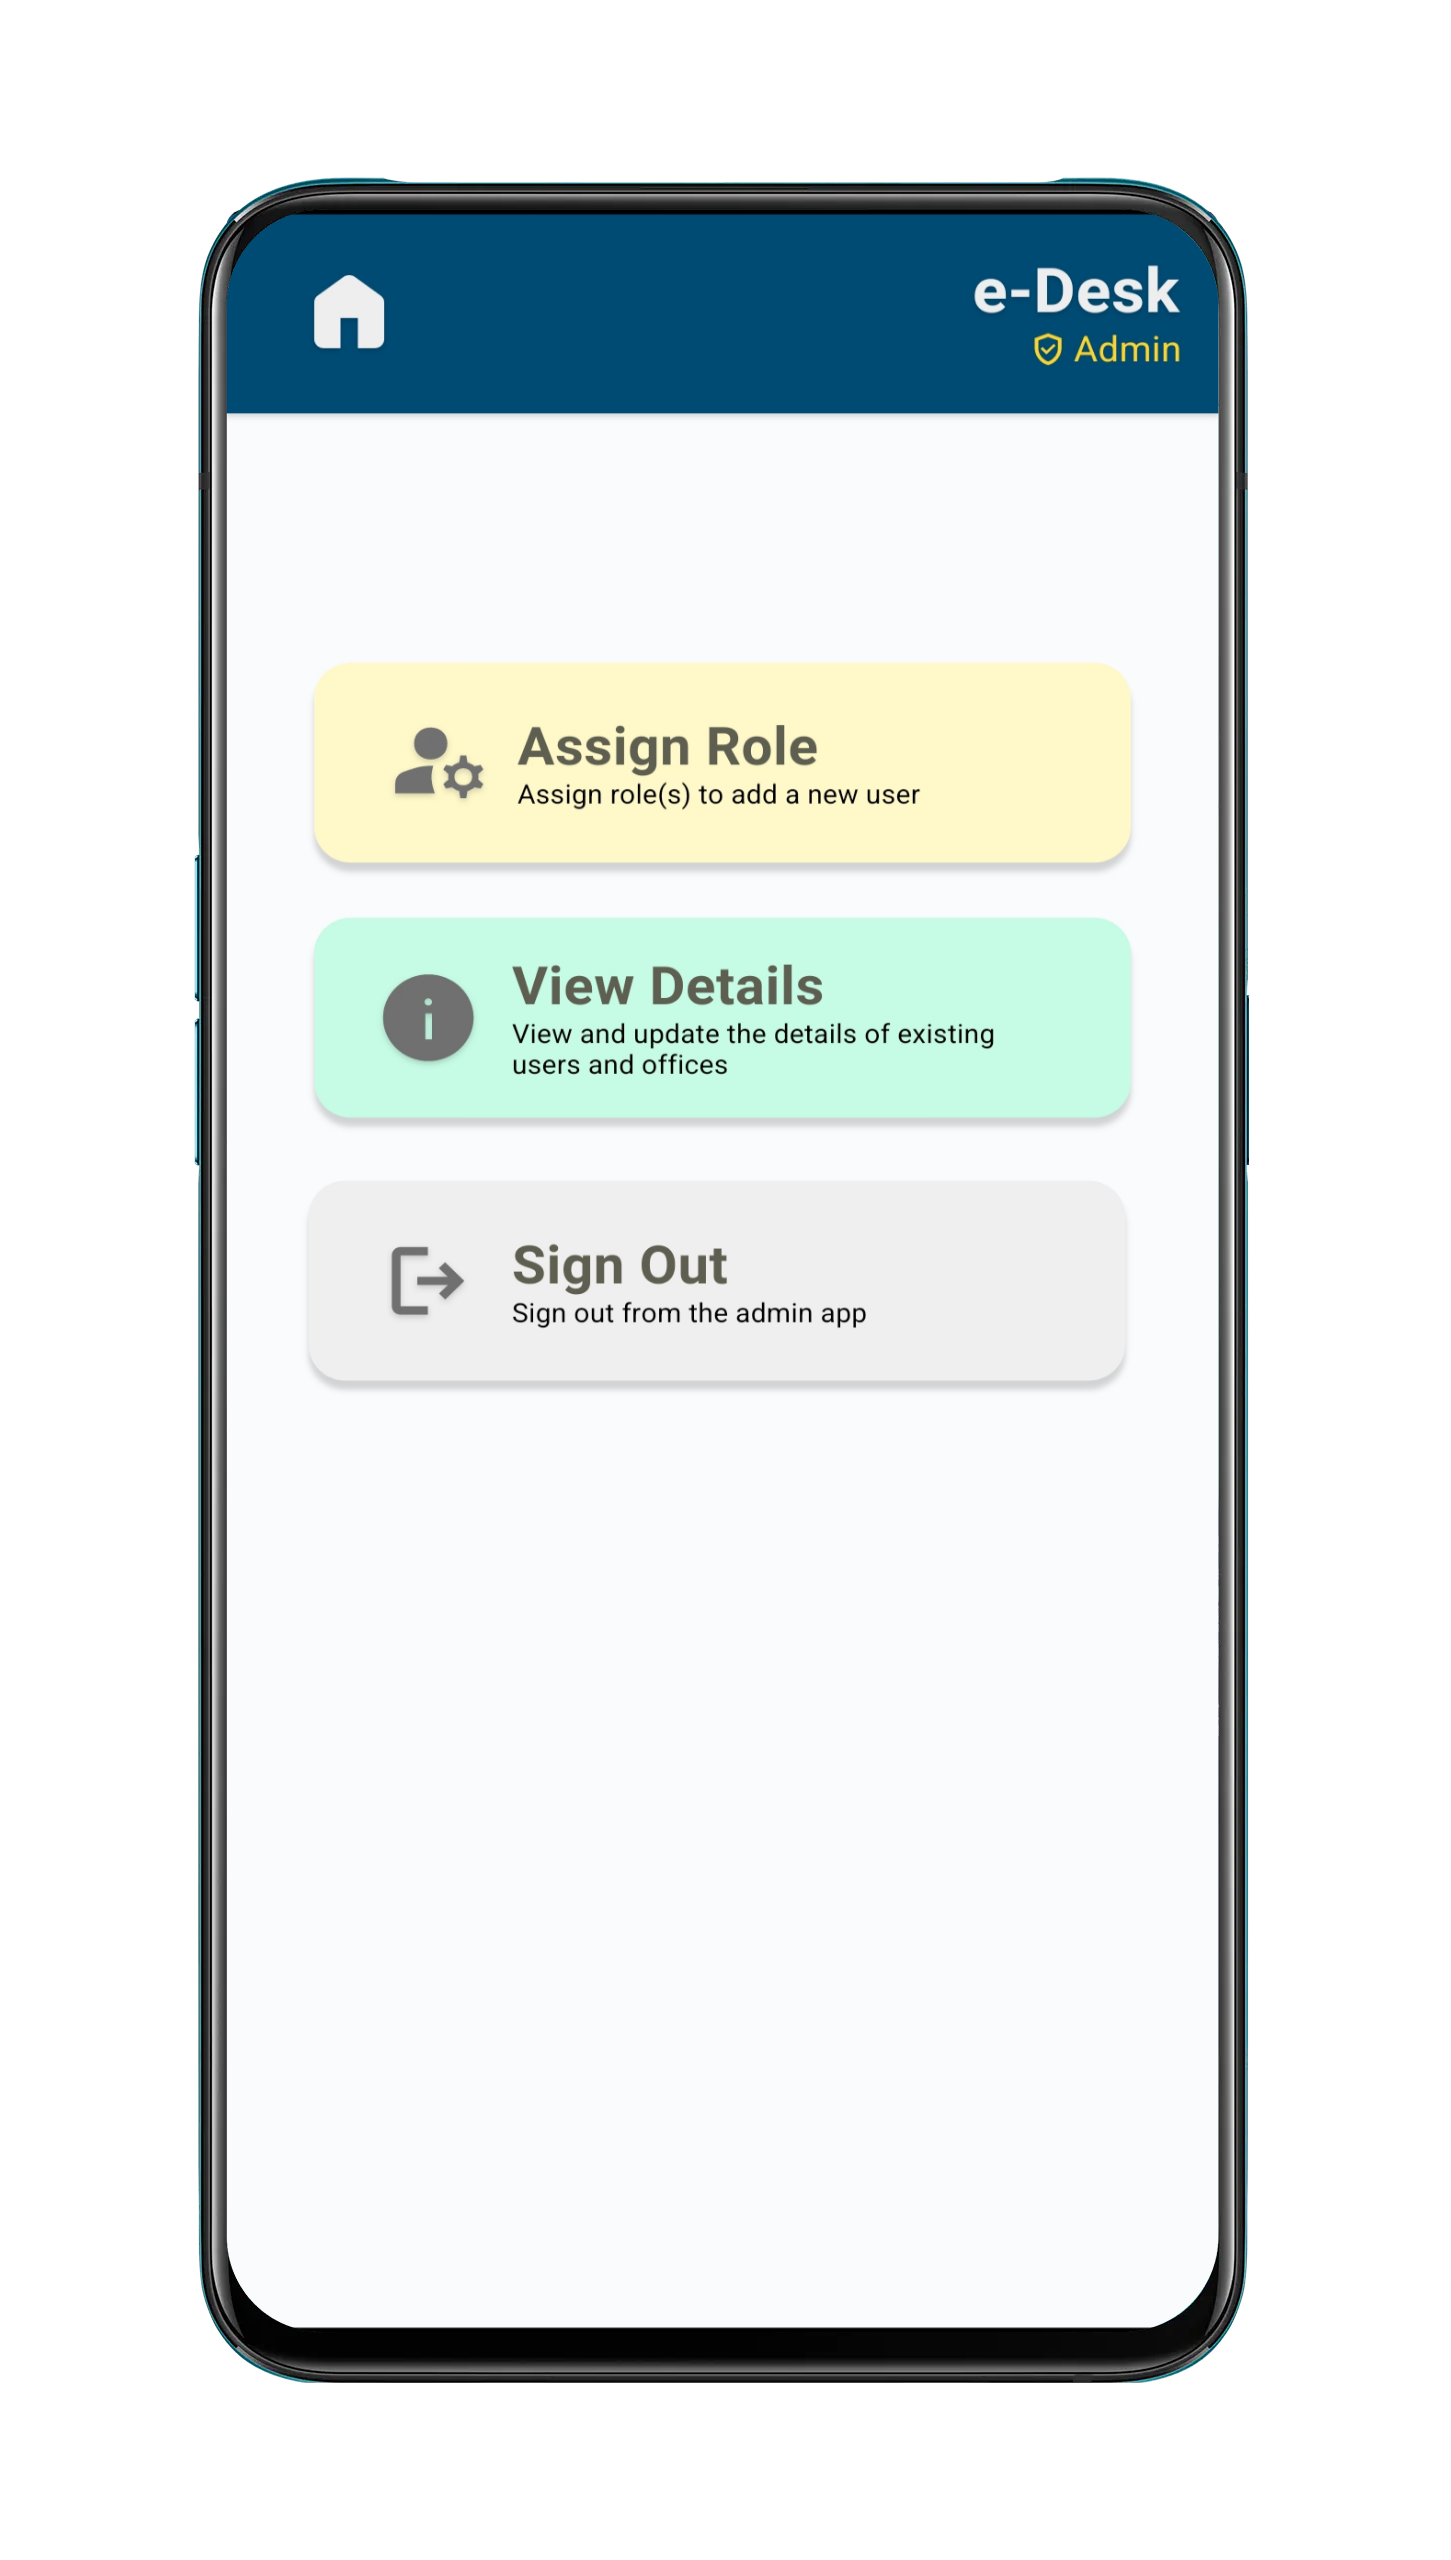 e-Desk
Admin
Assign Role
Assign role(s) to add a new user
View Details
View and update the details of existing
users and offices
Sign Out
Sign out from the admin app